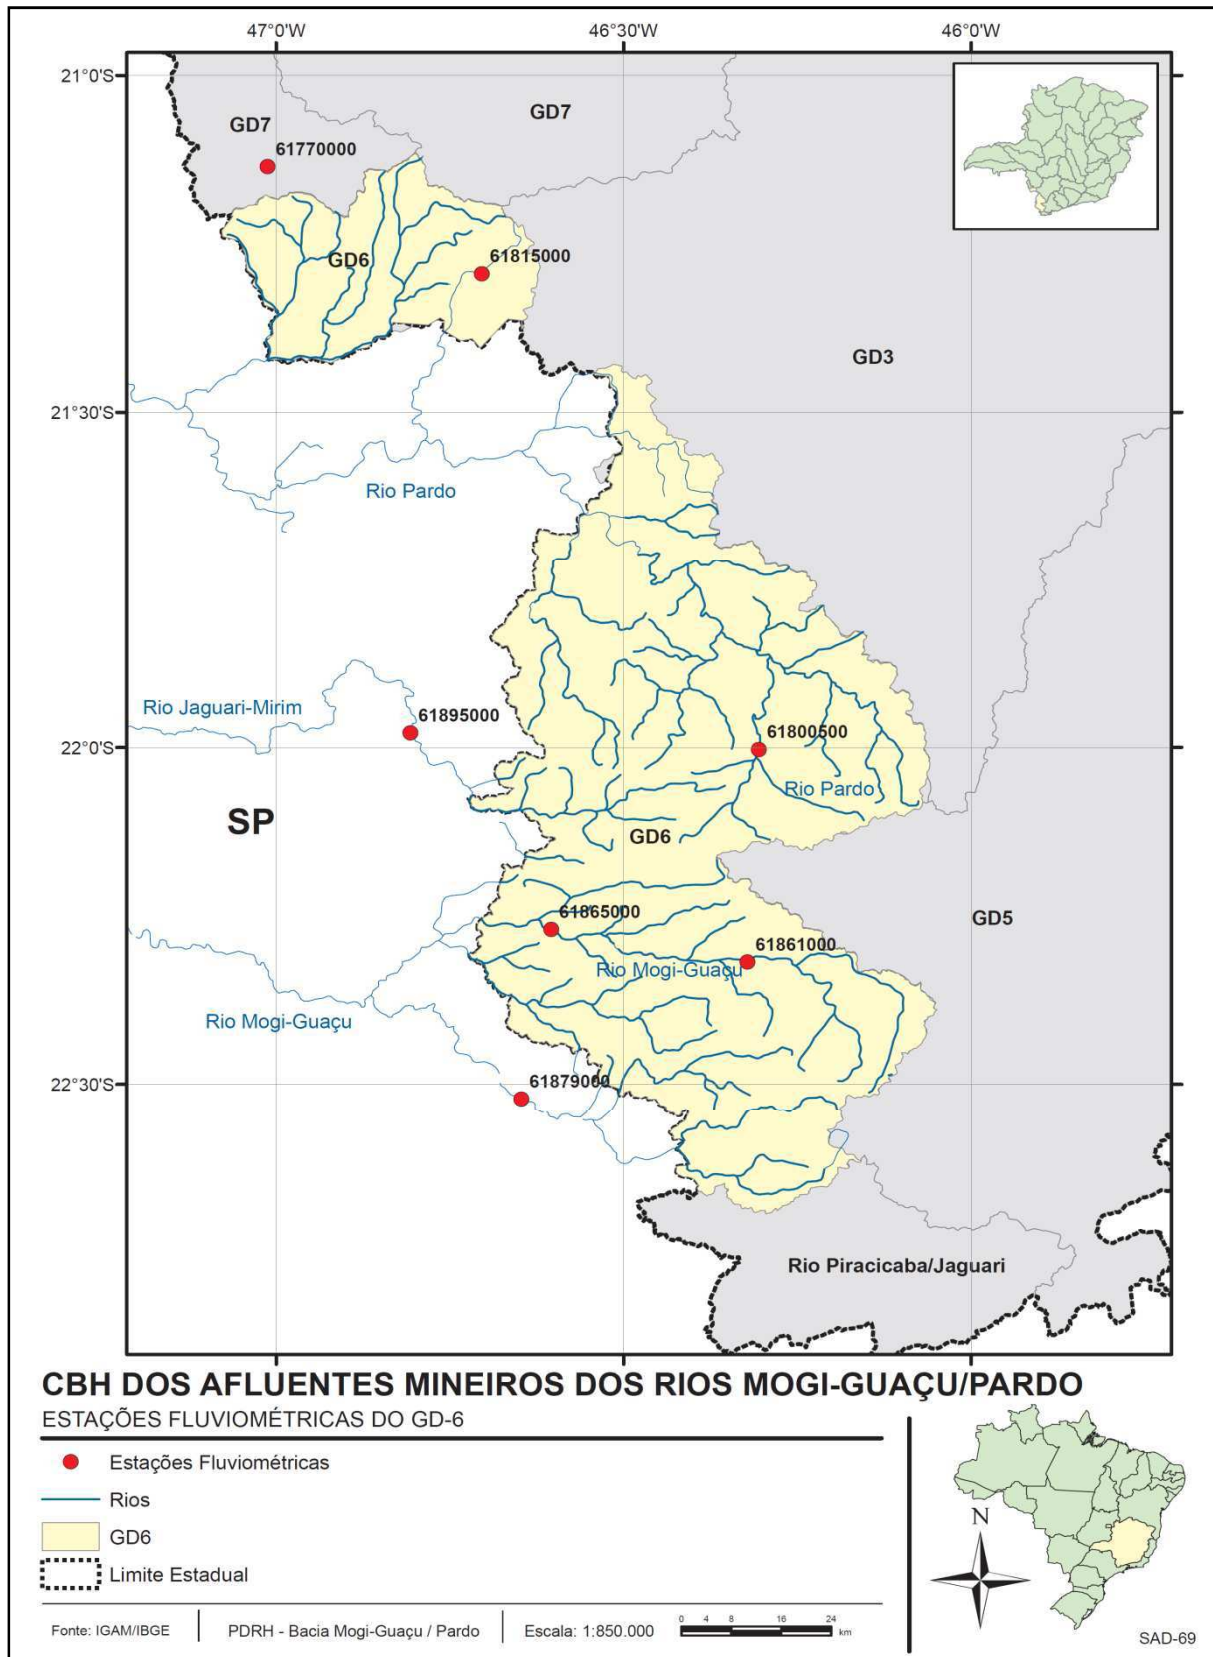 47°0'W
46°30'W
46°0'W
21°0'S
GD7
GD7
61770000
61815000
GD6
GD3
21°30'S
Rio Pardo
Rio Jaguari-Mirim
61895000
61800500
22°0'S
Rio Pardo
SP
GD6
61865000
GD5
61861000
Rio Mogi-Guaçu
Rio Mogi-Guaçu
22°30'S
61879000
Rio Piracicaba/Jaguari
CBH DOS AFLUENTES MINEIROS DOS RIOS MOGI-GUAÇU/PARDO
ESTAÇÕES FLUVIOMÉTRICAS DO GD-6
Estações Fluviométricas
Rios
GD6
Limite Estadual
N
Fonte: IGAM/IBGE
PDRH - Bacia Mogi-Guaçu / Pardo
Escala: 1:850.000
0 4 8 16 24
km
SAD-69